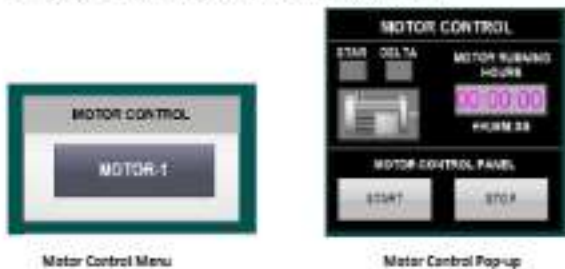 MOTOR CONTROL
MOTOR-1
Motor Control Menu
MOTOR CONTROL
STAR DELTA
MOTOR RUNNING
HOURS
00:00:00
HH:MM:SS
MOTOR CONTROL PANEL
START STOP
Motor Control Pop-up